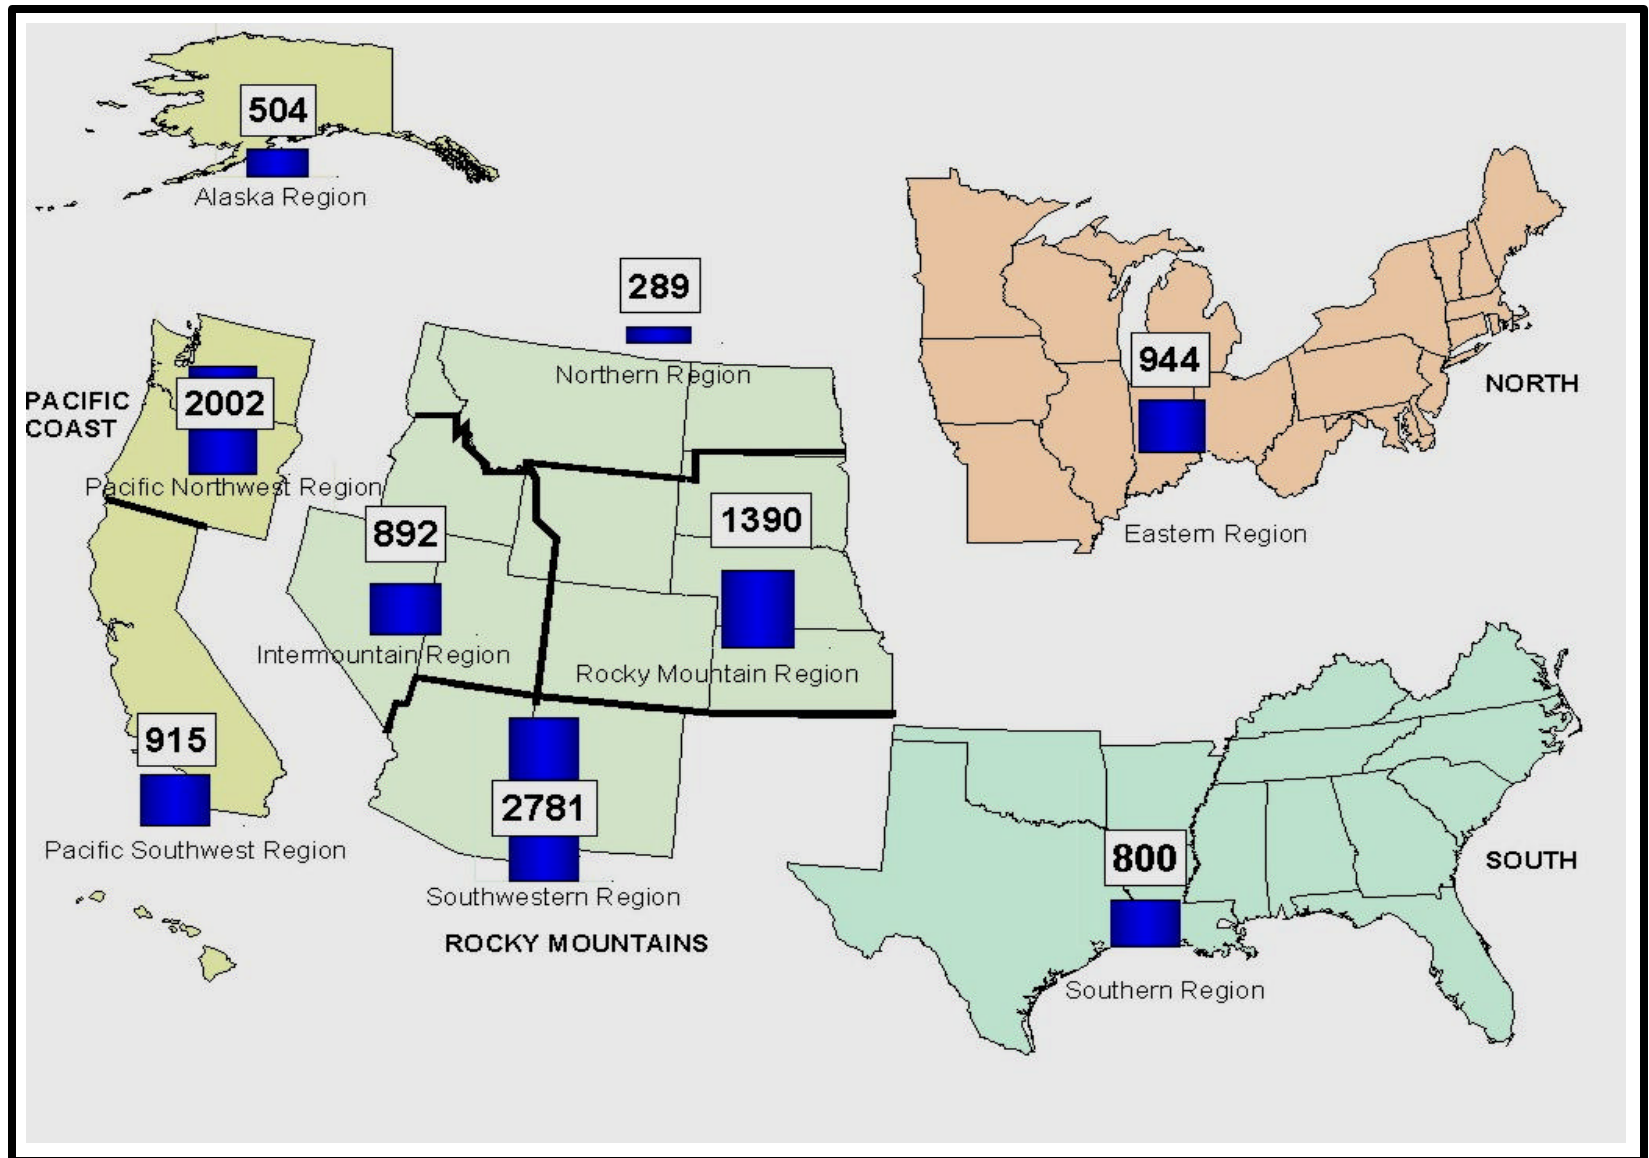 504
Alaska Region
289
Northern Region
PACIFIC
COAST
2002
Pacific Northwest Region
892
Intermountain Region
1390
Rocky Mountain Region
915
Pacific Southwest Region
2781
Southwestern Region
ROCKY MOUNTAINS
944
Eastern Region
NORTH
800
Southern Region
SOUTH